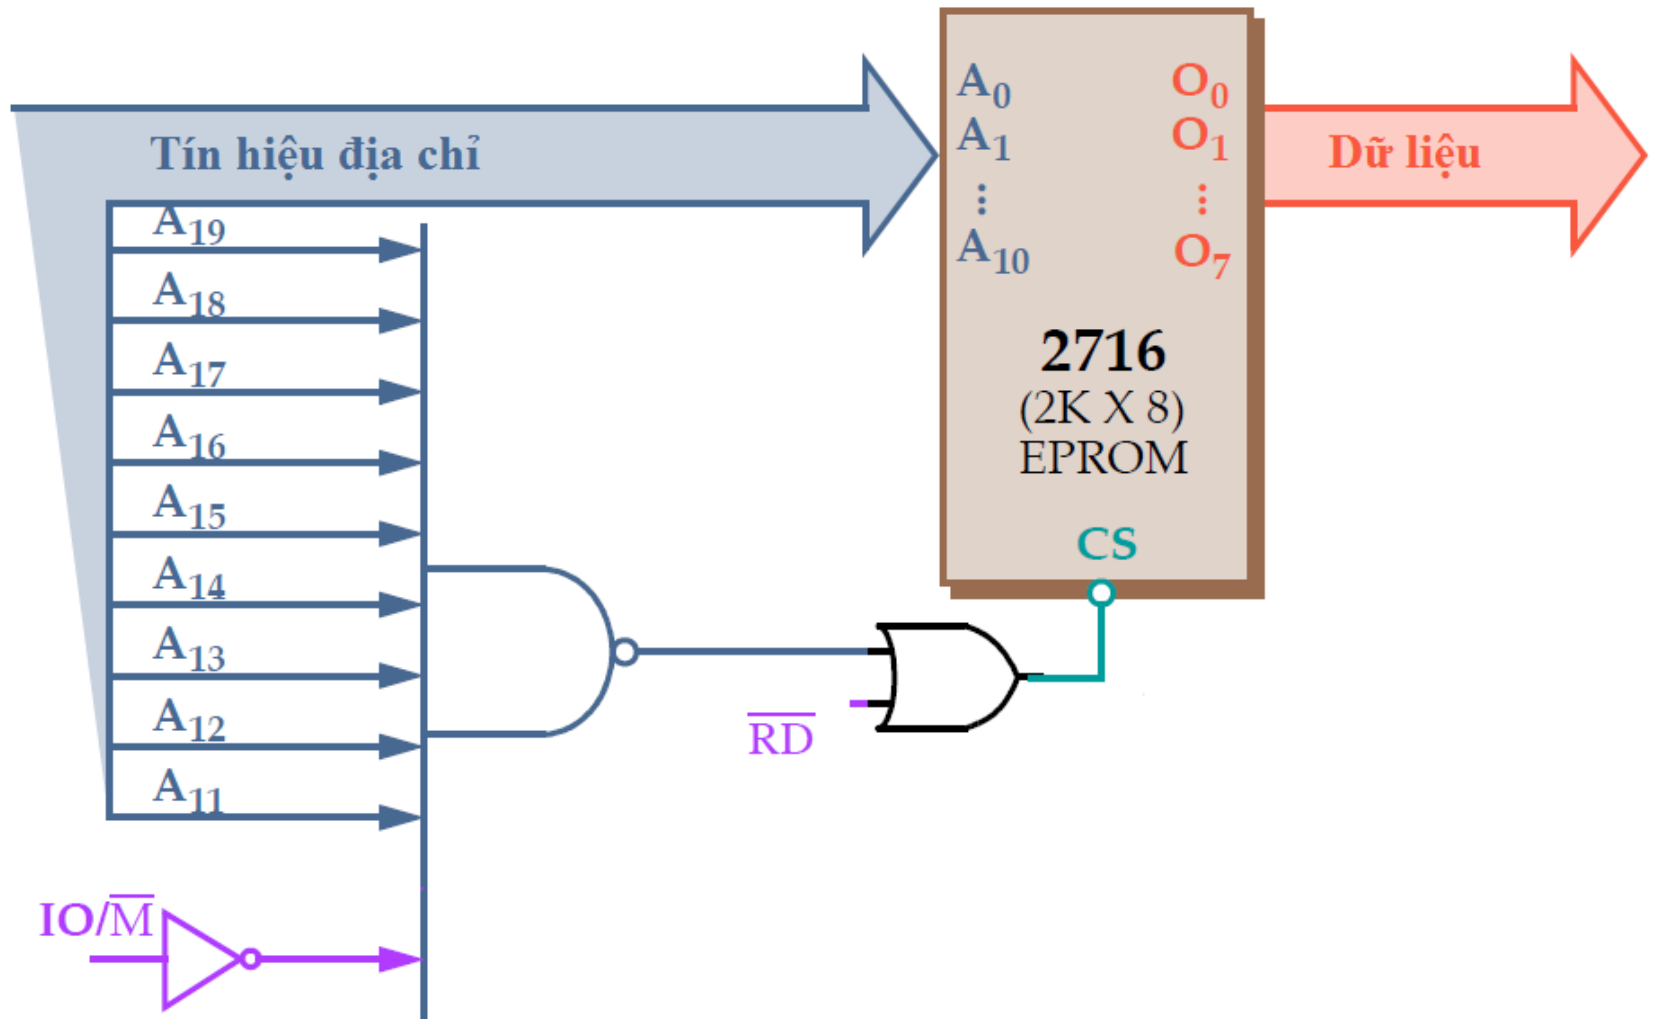 Tín hiệu địa chỉ
A₁₉
A₁₈
A₁₇
A₁₆
A₁₅
A₁₄
A₁₃
A₁₂
A₁₁
IO/M̅
R̅D̅
A₀ O₀
A₁ O₁
⋮ ⋮
A₁₀ O₇
2716
(2K X 8)
EPROM
CS
Dữ liệu